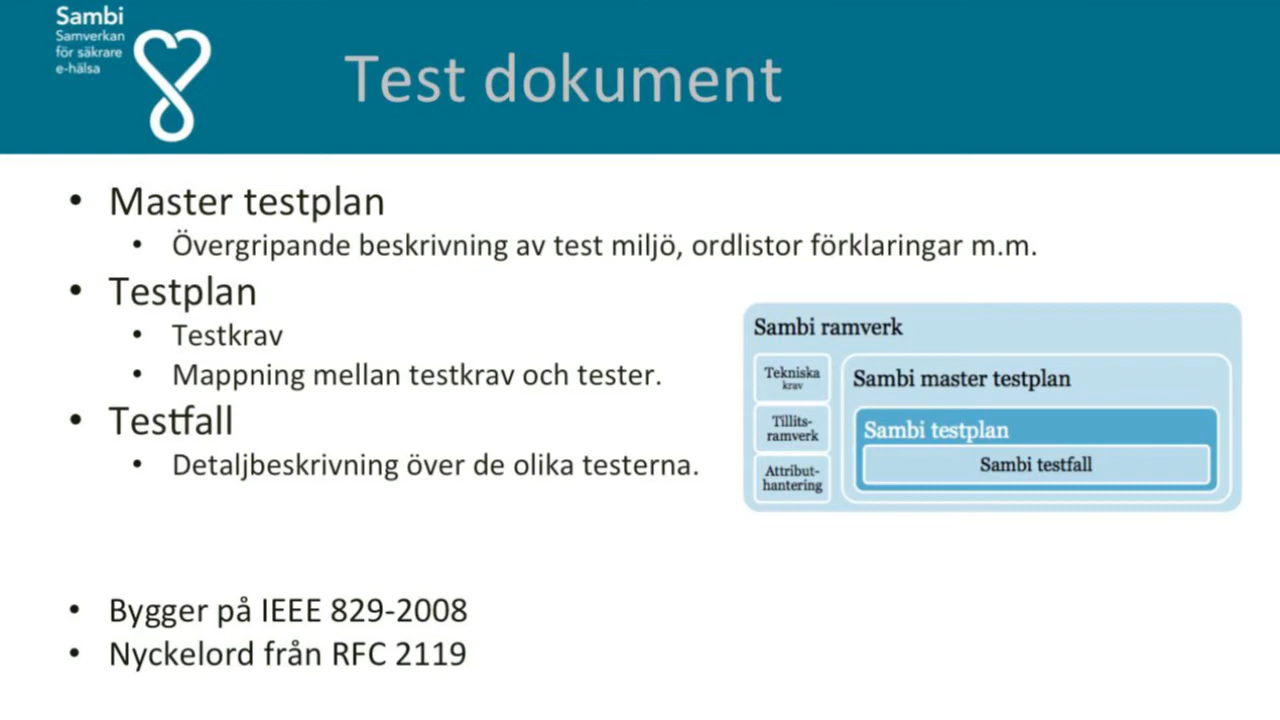 Sambi
Samverkan
för säkrare
e-hälsa
Test dokument
• Master testplan
• Övergripande beskrivning av test miljö, ordlistor förklaringar m.m.
• Testplan
• Testkrav
• Mappning mellan testkrav och tester.
• Testfall
• Detaljbeskrivning över de olika testerna.
Sambi ramverk
Tekniska
krav
Tillits-
ramverk
Attribut-
hantering
Sambi master testplan
Sambi testplan
Sambi testfall
• Bygger på IEEE 829-2008
• Nyckelord från RFC 2119